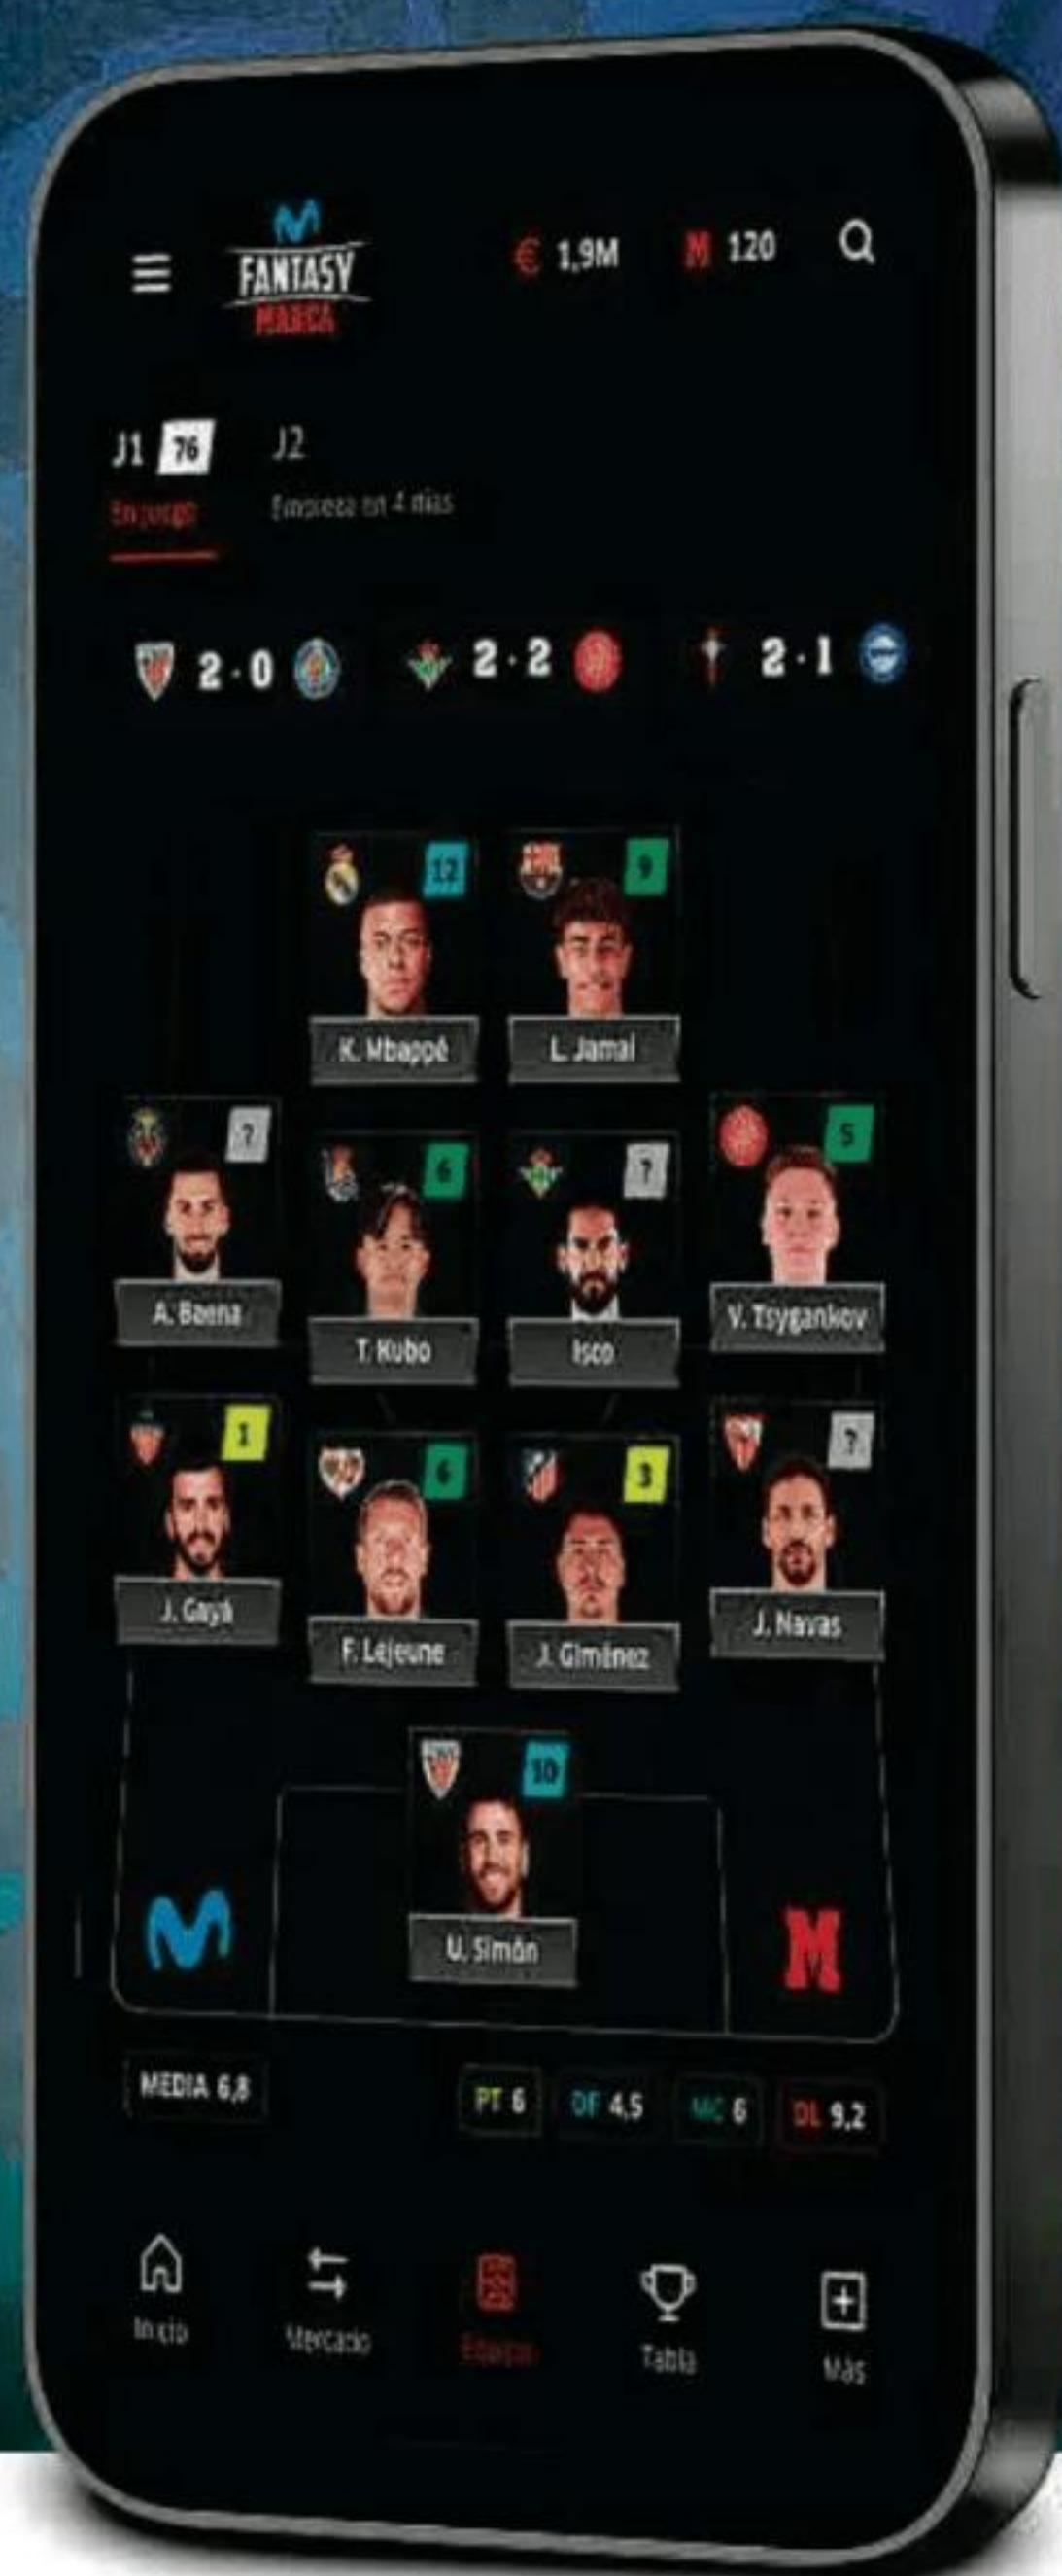 FANTASY
MARCA
€ 1,9M
M 120
J1 76
J2
En juego
Empieza en 4 días
2 - 0
2 - 2
2 - 1
12
9
K. Mbappé
L. Jamal
?
6
?
5
A. Baena
T. Kubo
Isco
V. Tsygankov
1
6
3
?
J. Gayá
F. Lejeune
J. Giménez
J. Navas
10
U. Simón
M
MEDIA 6,8
PT 6
DF 4,5
MC 6
DL 9,2
Inicio
Mercado
Equipo
Tabla
Más